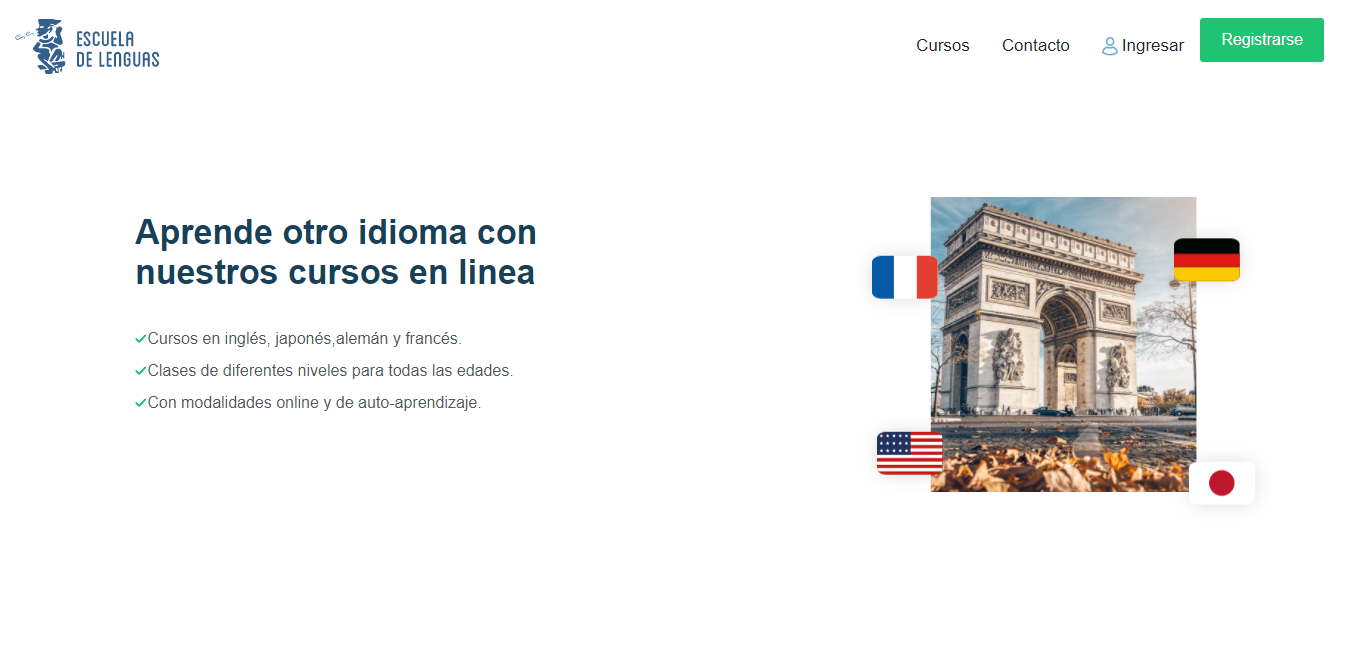 ESCUELA
DE LENGUAS
Cursos
Contacto
Ingresar
Registrarse
Aprende otro idioma con
nuestros cursos en linea
Cursos en inglés, japonés,alemán y francés.
Clases de diferentes niveles para todas las edades.
Con modalidades online y de auto-aprendizaje.